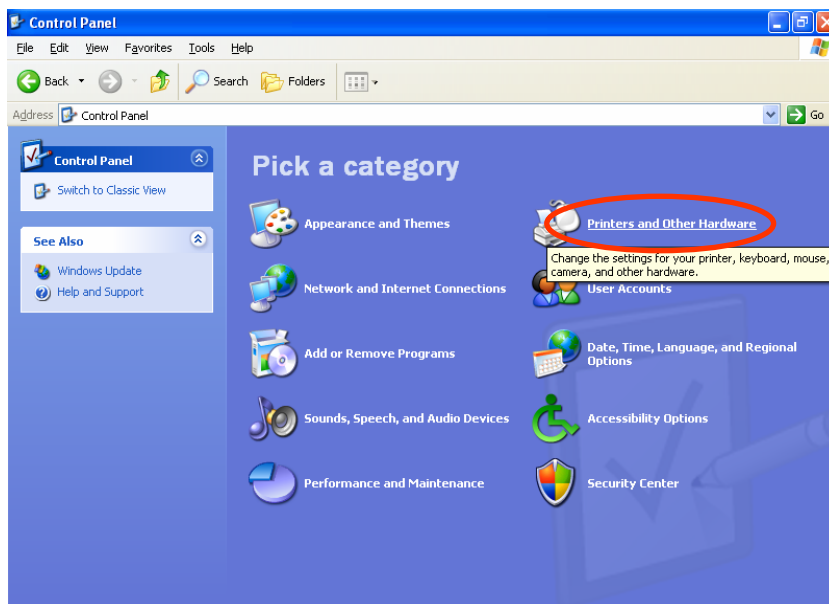 Control Panel
File Edit View Favorites Tools Help
Back Search Folders
Address Control Panel Go
Control Panel
Switch to Classic View
See Also
Windows Update
Help and Support
Pick a category
Appearance and Themes
Printers and Other Hardware
Change the settings for your printer, keyboard, mouse,
camera, and other hardware.
Network and Internet Connections
User Accounts
Add or Remove Programs
Date, Time, Language, and Regional
Options
Sounds, Speech, and Audio Devices
Accessibility Options
Performance and Maintenance
Security Center